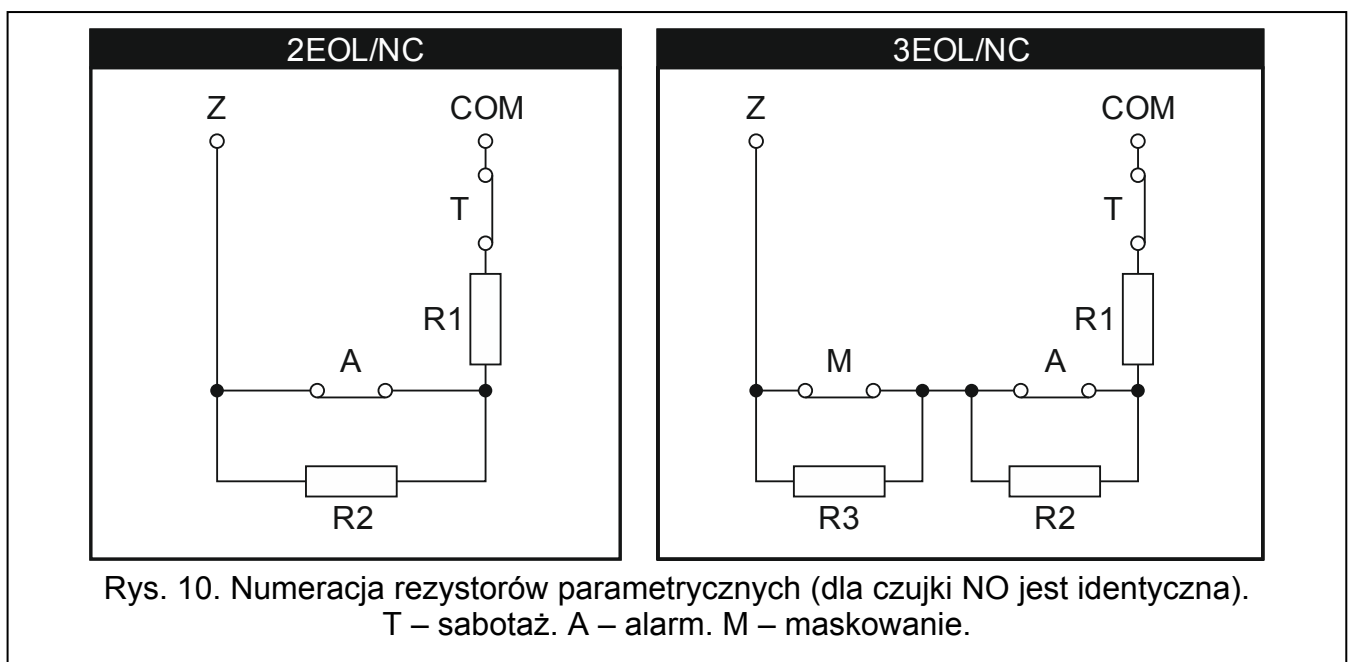 2EOL/NC
Z
COM
T
R1
A
R2
3EOL/NC
Z
COM
T
R1
M
A
R3
R2
Rys. 10. Numeracja rezystorów parametrycznych (dla czujki NO jest identyczna).
T – sabotaż. A – alarm. M – maskowanie.